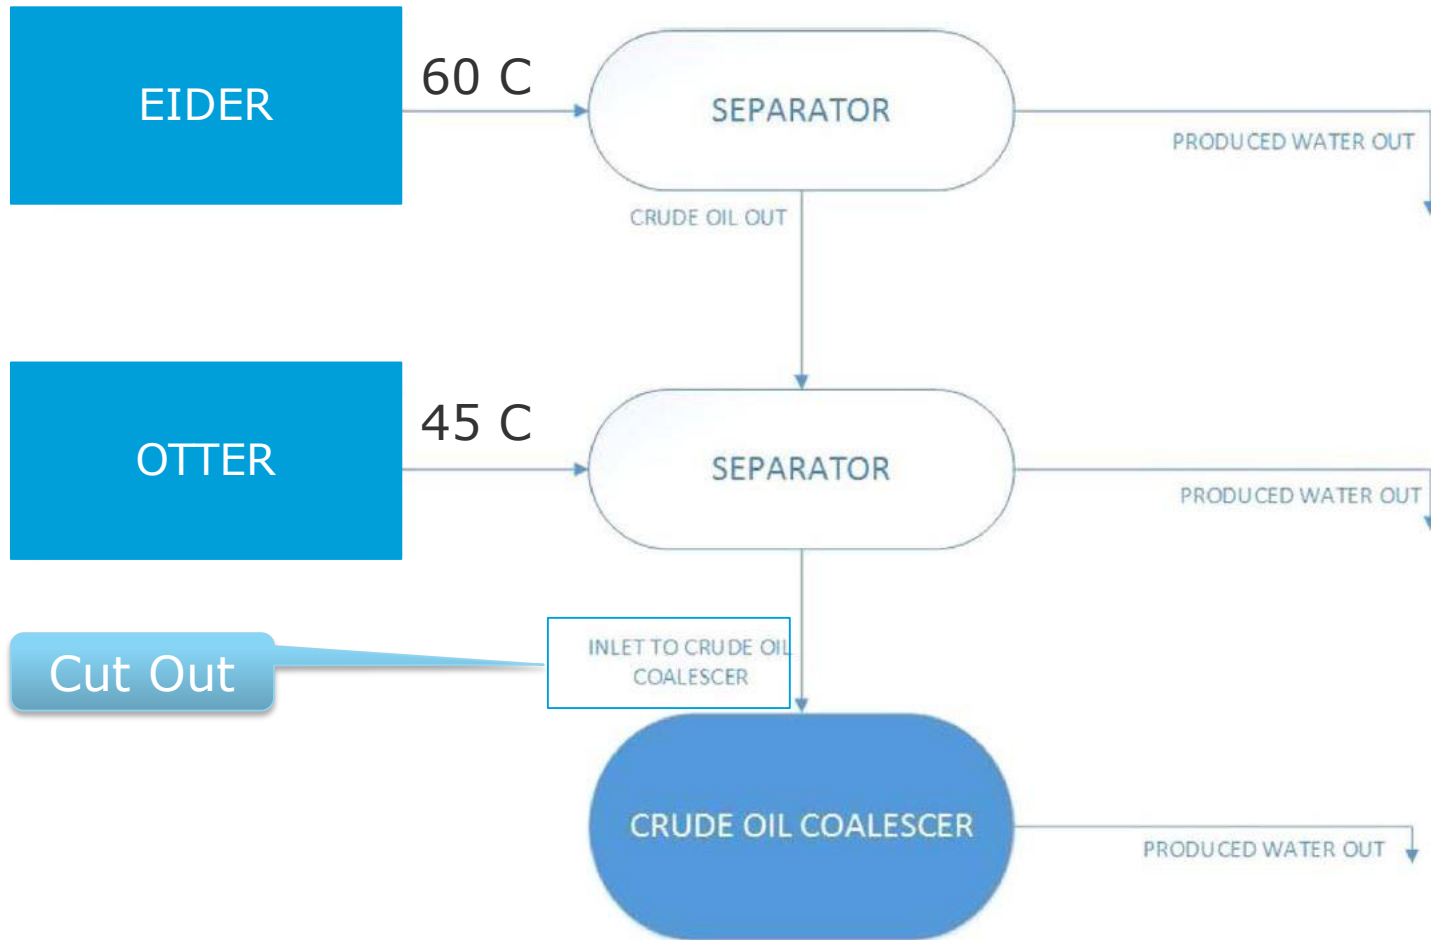 EIDER
60 C
SEPARATOR
PRODUCED WATER OUT
CRUDE OIL OUT
OTTER
45 C
SEPARATOR
PRODUCED WATER OUT
Cut Out
INLET TO CRUDE OIL
COALESCER
CRUDE OIL COALESCER
PRODUCED WATER OUT